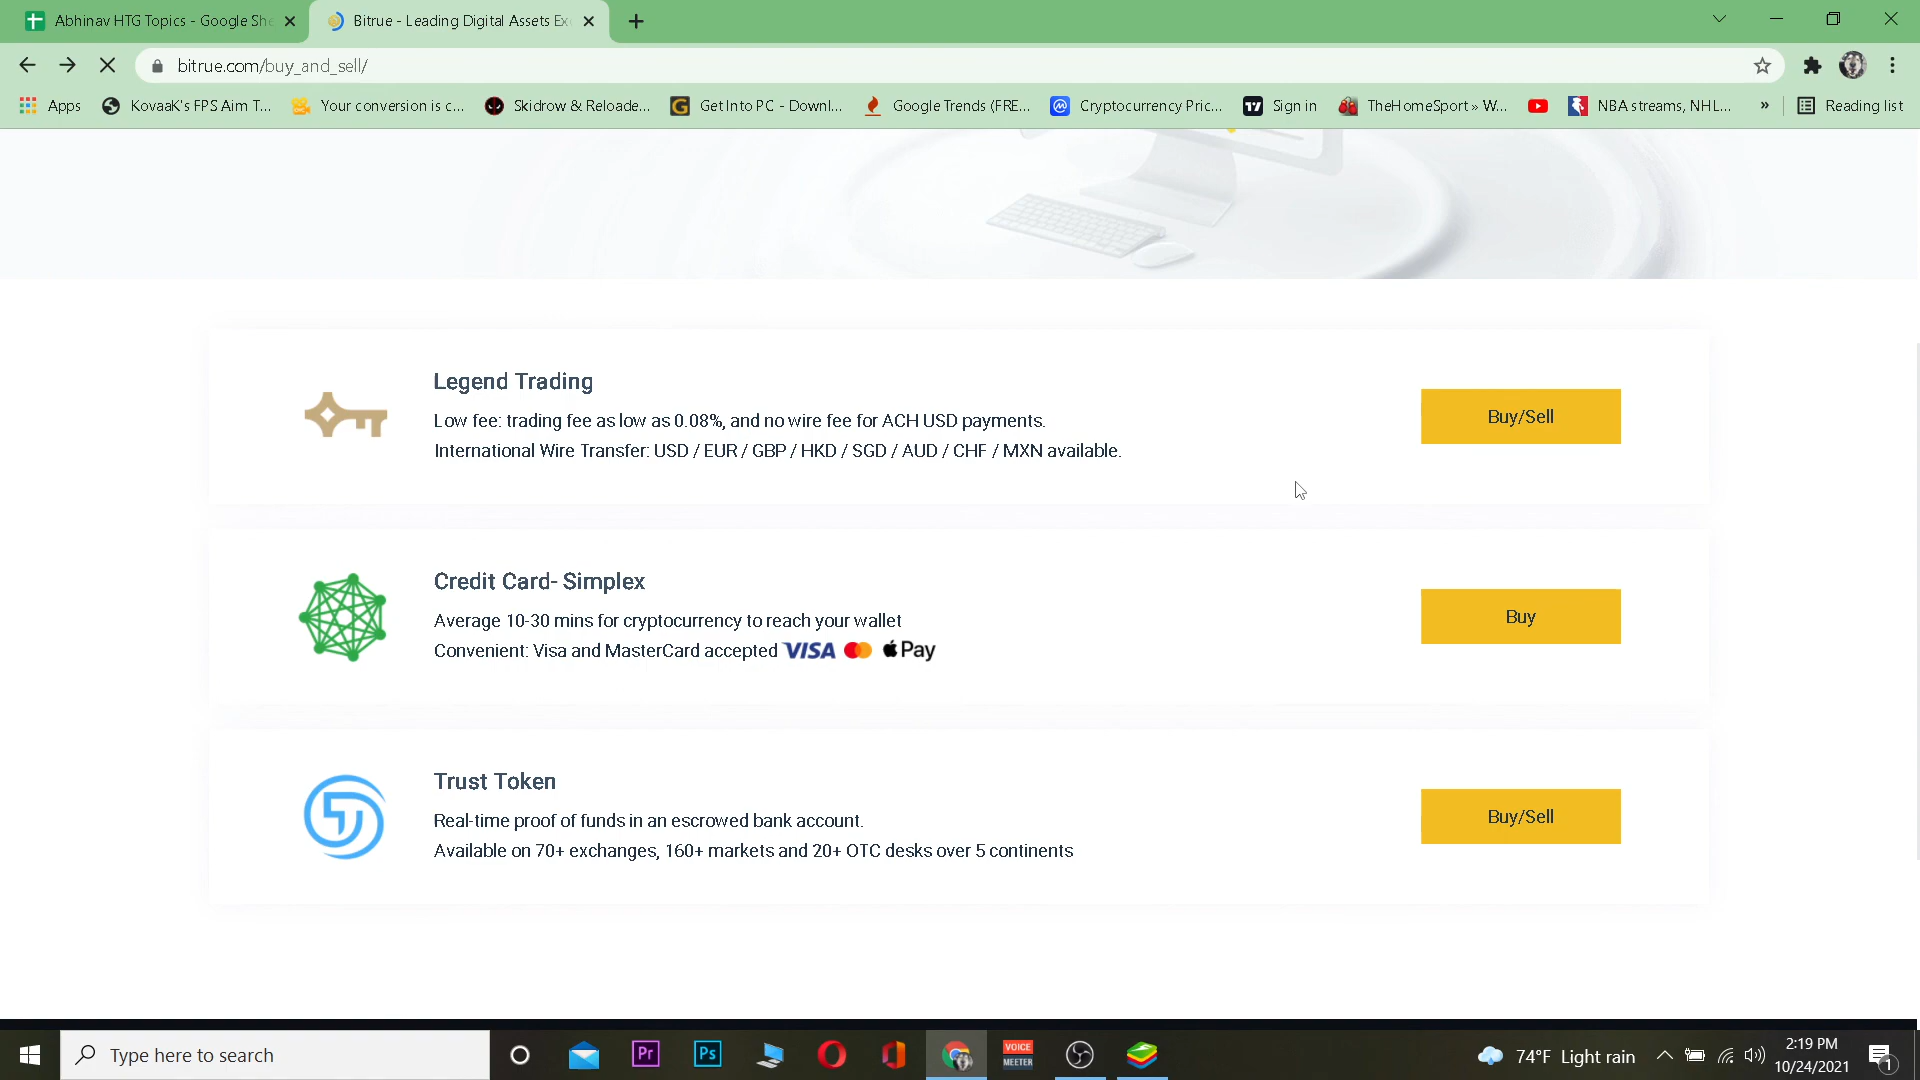 Abhinav HTG Topics - Google She
Bitrue - Leading Digital Assets Ex
bitrue.com/buy_and_sell/
Apps
KovaaK's FPS Aim T...
Your conversion is c...
Skidrow & Reloade...
Get Into PC - Downl...
Google Trends (FRE...
Cryptocurrency Pric...
Sign in
TheHomeSport » W...
NBA streams, NHL...
»
Reading list
Legend Trading
Low fee: trading fee as low as 0.08%, and no wire fee for ACH USD payments.
International Wire Transfer: USD / EUR / GBP / HKD / SGD / AUD / CHF / MXN available.
Buy/Sell
Credit Card- Simplex
Average 10-30 mins for cryptocurrency to reach your wallet
Convenient: Visa and MasterCard accepted VISA Pay
Buy
Trust Token
Real-time proof of funds in an escrowed bank account.
Available on 70+ exchanges, 160+ markets and 20+ OTC desks over 5 continents
Buy/Sell
Type here to search
Pr
Ps
VOICE
MEETER
74°F Light rain
2:19 PM
10/24/2021
1